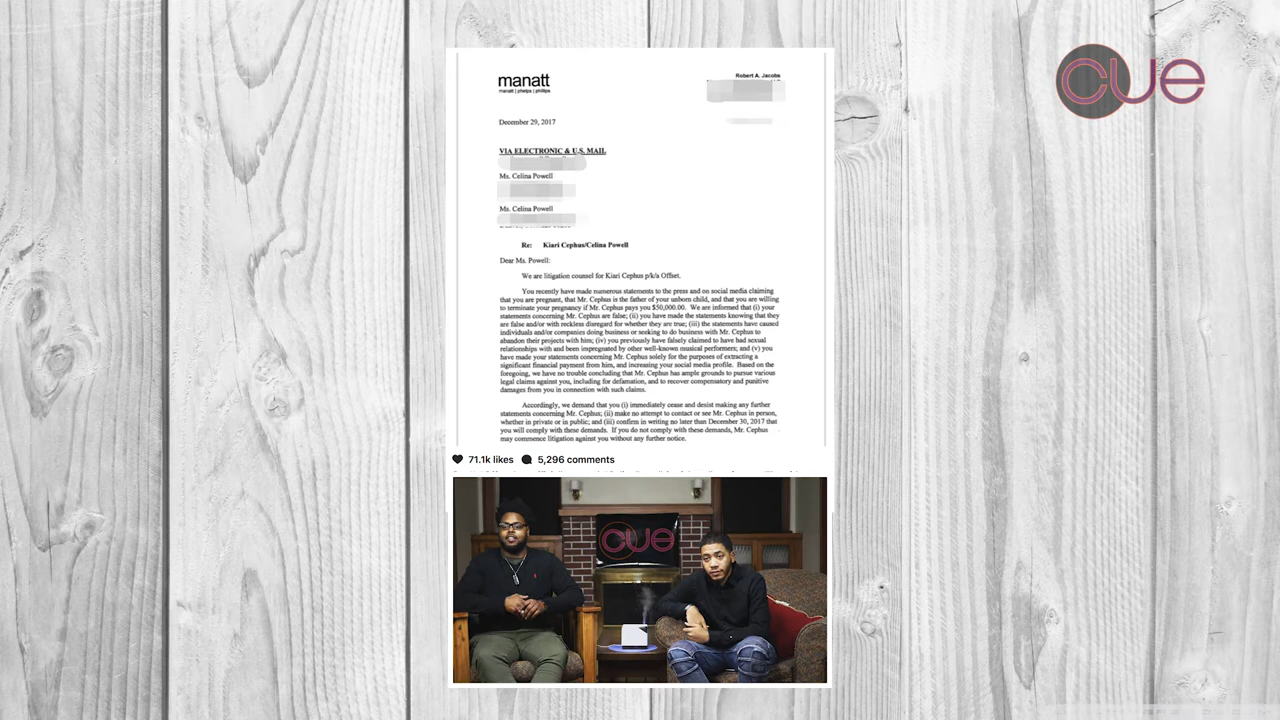 cue
manatt
manatt | phelps | phillips
Robert A. Jacobs
December 29, 2017
VIA ELECTRONIC & U.S. MAIL
Ms. Celina Powell
Ms. Celina Powell
Re: Kiari Cephus/Celina Powell
Dear Ms. Powell:
We are litigation counsel for Kiari Cephus p/k/a Offset.
You recently have made numerous statements to the press and on social media claiming
that you are pregnant, that Mr. Cephus is the father of your unborn child, and that you are willing
to terminate your pregnancy if Mr. Cephus pays you $50,000.00. We are informed that (i) your
statements concerning Mr. Cephus are false; (ii) you have made the statements knowing that they
are false and/or with reckless disregard for whether they are true; (iii) the statements have caused
individuals and/or companies doing business or seeking to do business with Mr. Cephus to
abandon their projects with him; (iv) you previously have falsely claimed to have had sexual
relationships with and been impregnated by other well-known musical performers; and (v) you
have made your statements concerning Mr. Cephus solely for the purposes of extracting a
significant financial payment from him, and increasing your social media profile. Based on the
foregoing, we have no trouble concluding that Mr. Cephus has ample grounds to pursue various
legal claims against you, including for defamation, and to recover compensatory and punitive
damages from you in connection with such claims.
Accordingly, we demand that you (i) immediately cease and desist making any further
statements concerning Mr. Cephus; (ii) make no attempt to contact or see Mr. Cephus in person,
whether in private or in public; and (iii) confirm in writing no later than December 30, 2017 that
you will comply with these demands. If you do not comply with these demands, Mr. Cephus
may commence litigation against you without any further notice.
71.1k likes 5,296 comments
cue